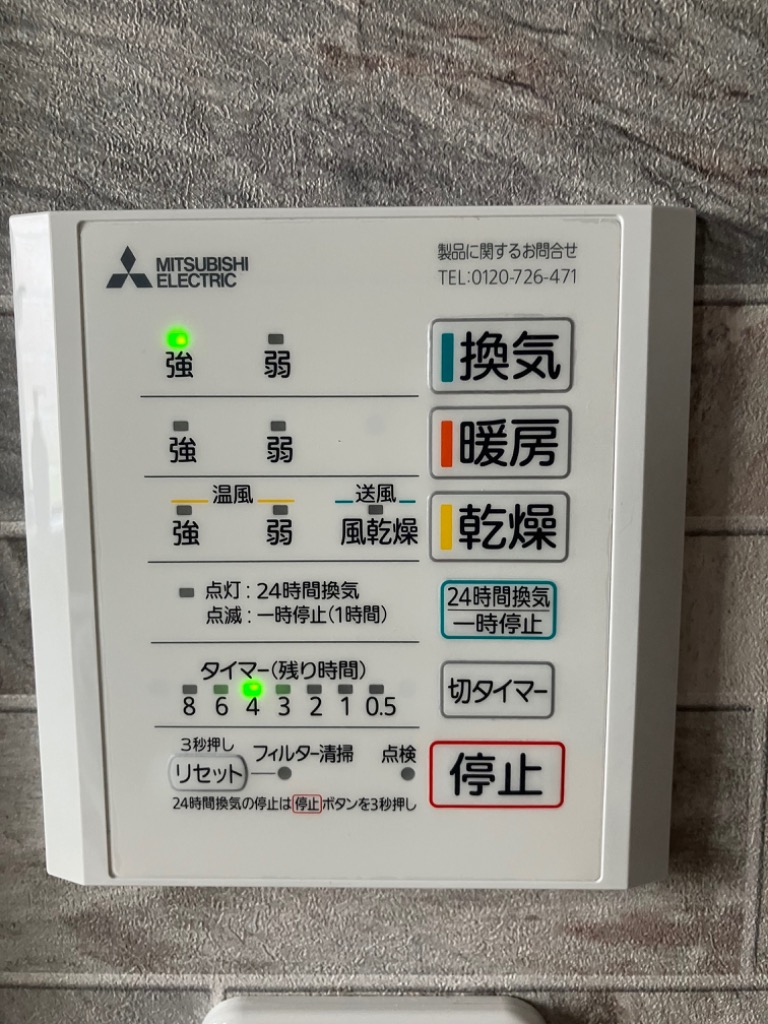 MITSUBISHI
ELECTRIC
製品に関するお問合せ
TEL:0120-726-471
強 弱 換気
強 弱 暖房
温風 送風
強 弱 風乾燥 乾燥
点灯：24時間換気
点滅：一時停止(1時間)
24時間換気
一時停止
タイマー(残り時間)
8 6 4 3 2 1 0.5
切タイマー
3秒押し
リセット フィルター清掃 点検
停止
24時間換気の停止は停止ボタンを3秒押し